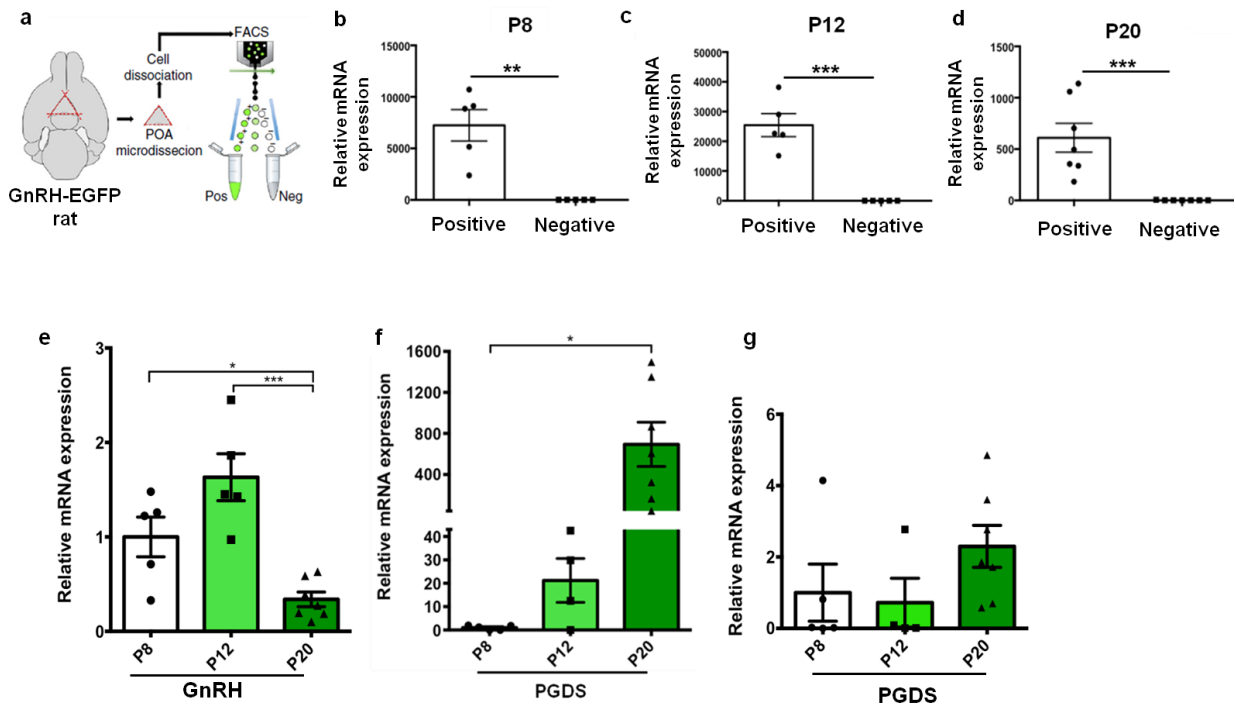 a
FACS
Cell
dissociation
POA
microdissecion
GnRH-EGFP
rat
+
-
Pos
Neg
b
P8
Relative mRNA
expression
15000
10000
5000
0
**
Positive
Negative
c
P12
Relative mRNA
expression
50000
40000
30000
20000
10000
0
***
Positive
Negative
d
P20
Relative mRNA
expression
1500
1000
500
0
***
Positive
Negative
e
Relative mRNA expression
3
2
1
0
*
***
P8
P12
P20
GnRH
f
Relative mRNA expression
1600
1200
800
400
40
30
20
10
0
*
P8
P12
P20
PGDS
g
Relative mRNA expression
6
4
2
0
P8
P12
P20
PGDS